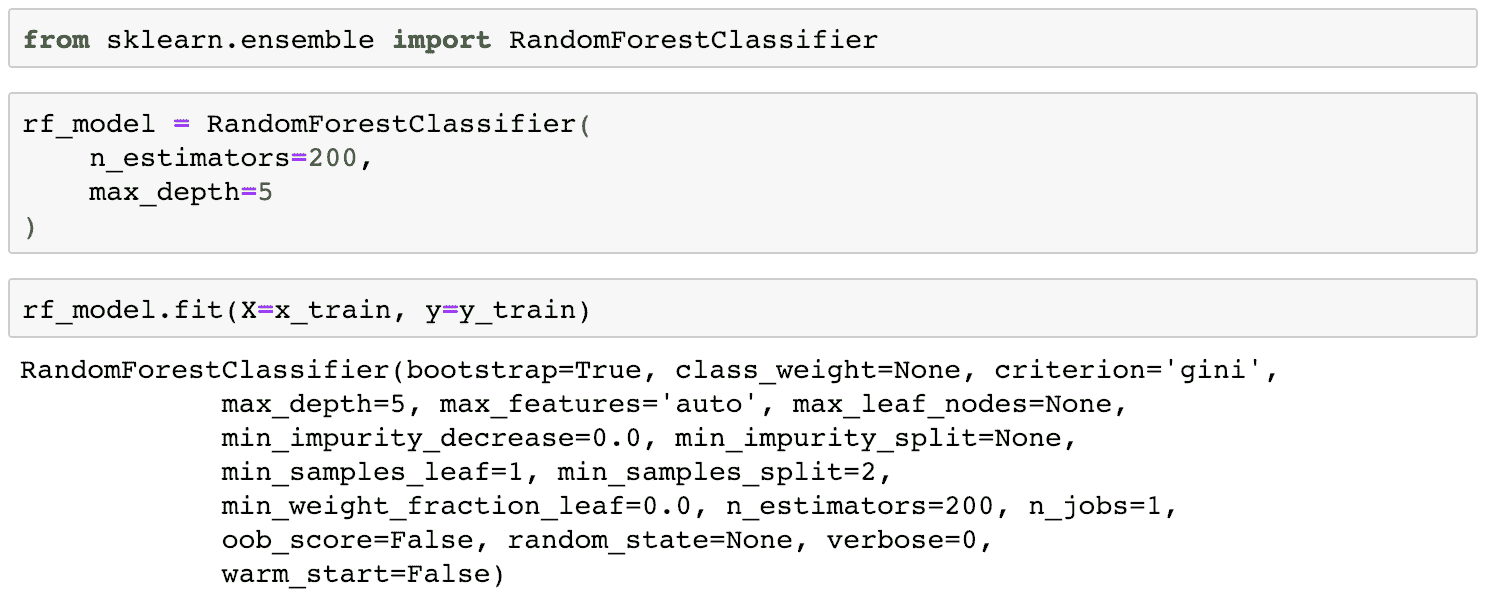 from sklearn.ensemble import RandomForestClassifier
rf_model = RandomForestClassifier(
    n_estimators=200,
    max_depth=5
)
rf_model.fit(X=x_train, y=y_train)
RandomForestClassifier(bootstrap=True, class_weight=None, criterion='gini',
            max_depth=5, max_features='auto', max_leaf_nodes=None,
            min_impurity_decrease=0.0, min_impurity_split=None,
            min_samples_leaf=1, min_samples_split=2,
            min_weight_fraction_leaf=0.0, n_estimators=200, n_jobs=1,
            oob_score=False, random_state=None, verbose=0,
            warm_start=False)